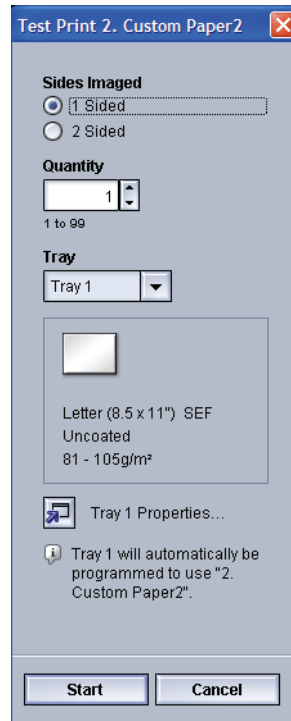 Test Print 2. Custom Paper2
Sides Imaged
1 Sided
2 Sided
Quantity
1
1 to 99
Tray
Tray 1
Letter (8.5 x 11") SEF
Uncoated
81 - 105g/m²
Tray 1 Properties...
Tray 1 will automatically be
programmed to use "2.
Custom Paper2".
Start Cancel